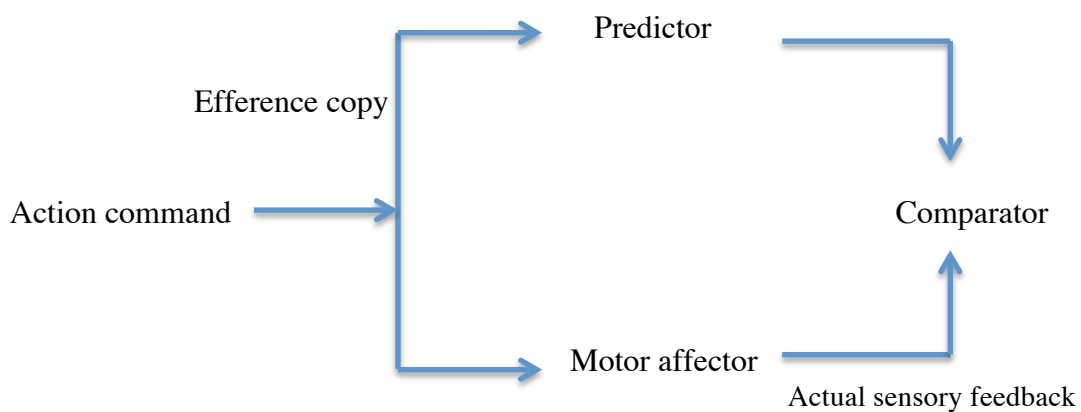 Predictor
Efference copy
Action command
Comparator
Motor affector
Actual sensory feedback